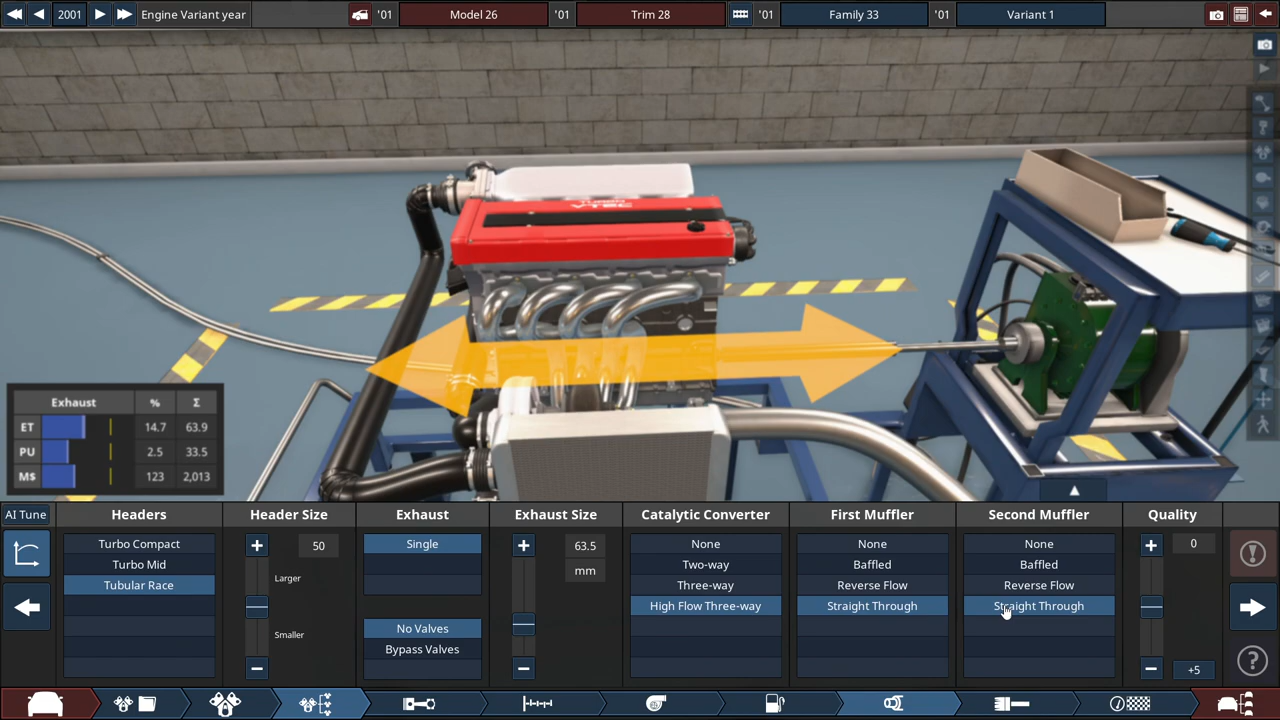 2001 Engine Variant year '01 Model 26 '01 Trim 28 '01 Family 33 '01 Variant 1
TURBO
VTEC
Exhaust % Σ
ET 14.7 63.9
PU 2.5 33.5
M$ 123 2,013
AI Tune Headers Header Size Exhaust Exhaust Size Catalytic Converter First Muffler Second Muffler Quality
Turbo Compact 50 Single 63.5 None None None 0
Turbo Mid mm Two-way Baffled Baffled
Tubular Race Larger Three-way Reverse Flow Reverse Flow
High Flow Three-way Straight Through Straight Through
Smaller No Valves
Bypass Valves
+5